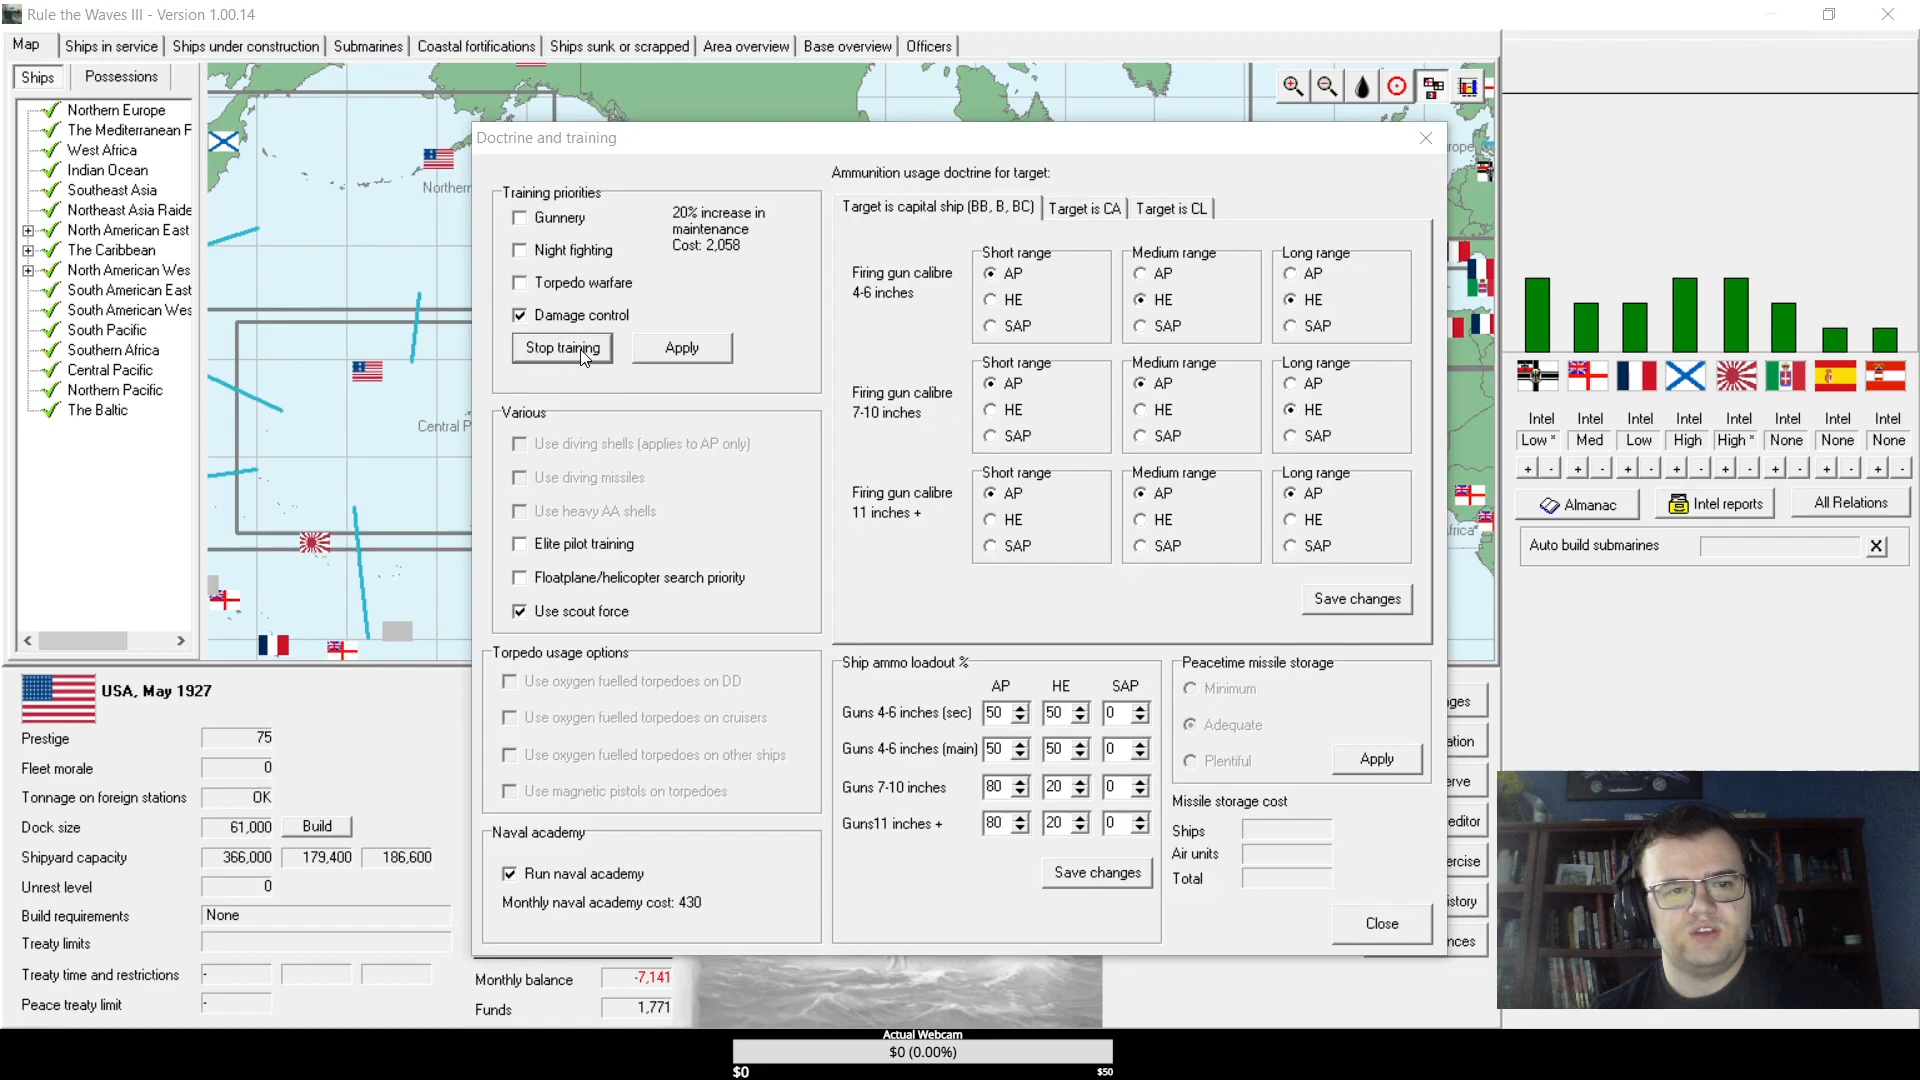 Rule the Waves III - Version 1.00.14
Map
Ships in service
Ships under construction
Submarines
Coastal fortifications
Ships sunk or scrapped
Area overview
Base overview
Officers
Ships
Possessions
Northern Europe
The Mediterranean F
West Africa
Indian Ocean
Southeast Asia
Northeast Asia Raide
North American East
The Caribbean
North American Wes
South American East
South American Wes
South Pacific
Southern Africa
Central Pacific
Northern Pacific
The Baltic
Northern
Central P
Doctrine and training
Training priorities
Gunnery
Night fighting
Torpedo warfare
Damage control
20% increase in
maintenance
Cost: 2,058
Stop training
Apply
Various
Use diving shells (applies to AP only)
Use diving missiles
Use heavy AA shells
Elite pilot training
Floatplane/helicopter search priority
Use scout force
Torpedo usage options
Use oxygen fuelled torpedoes on DD
Use oxygen fuelled torpedoes on cruisers
Use oxygen fuelled torpedoes on other ships
Use magnetic pistols on torpedoes
Naval academy
Run naval academy
Monthly naval academy cost: 430
Ammunition usage doctrine for target:
Target is capital ship (BB, B, BC)
Target is CA
Target is CL
Firing gun calibre
4-6 inches
Short range
AP
HE
SAP
Medium range
AP
HE
SAP
Long range
AP
HE
SAP
Firing gun calibre
7-10 inches
Short range
AP
HE
SAP
Medium range
AP
HE
SAP
Long range
AP
HE
SAP
Firing gun calibre
11 inches +
Short range
AP
HE
SAP
Medium range
AP
HE
SAP
Long range
AP
HE
SAP
Save changes
Ship ammo loadout %
AP HE SAP
Guns 4-6 inches (sec) 50 50 0
Guns 4-6 inches (main) 50 50 0
Guns 7-10 inches 80 20 0
Guns11 inches + 80 20 0
Save changes
Peacetime missile storage
Minimum
Adequate
Plentiful
Apply
Missile storage cost
Ships
Air units
Total
Close
USA, May 1927
Prestige 75
Fleet morale 0
Tonnage on foreign stations OK
Dock size 61,000 Build
Shipyard capacity 366,000 179,400 186,600
Unrest level 0
Build requirements None
Treaty limits
Treaty time and restrictions -
Peace treaty limit -
Monthly balance -7,141
Funds 1,771
rope
frica
ges
ation
erve
editor
ercise
istory
nces
Intel Intel Intel Intel Intel Intel Intel Intel
Low * Med Low High High * None None None
+ - + - + - + - + - + - + - + -
Almanac
Intel reports
All Relations
Auto build submarines X
Actual Webcam
$0 (0.00%)
$0 $50